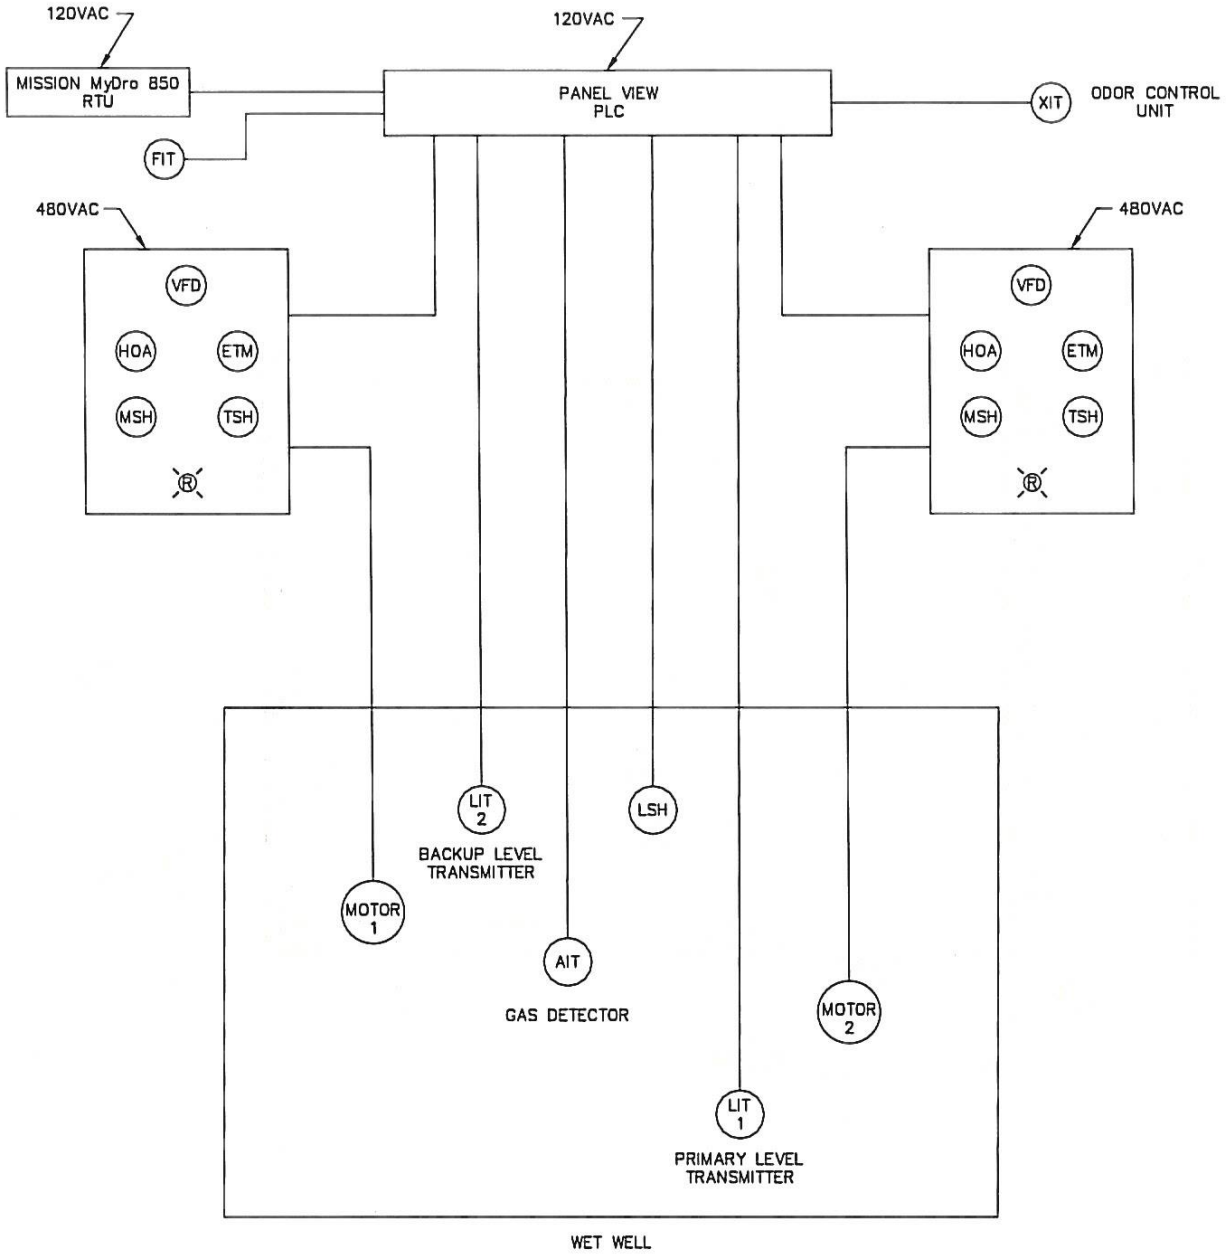 120VAC
120VAC
MISSION MyDro 850
RTU
PANEL VIEW
PLC
XIT
ODOR CONTROL
UNIT
FIT
480VAC
480VAC
VFD
HOA
ETM
MSH
TSH
R
VFD
HOA
ETM
MSH
TSH
R
LIT
2
BACKUP LEVEL
TRANSMITTER
LSH
MOTOR
1
AIT
GAS DETECTOR
MOTOR
2
LIT
1
PRIMARY LEVEL
TRANSMITTER
WET WELL